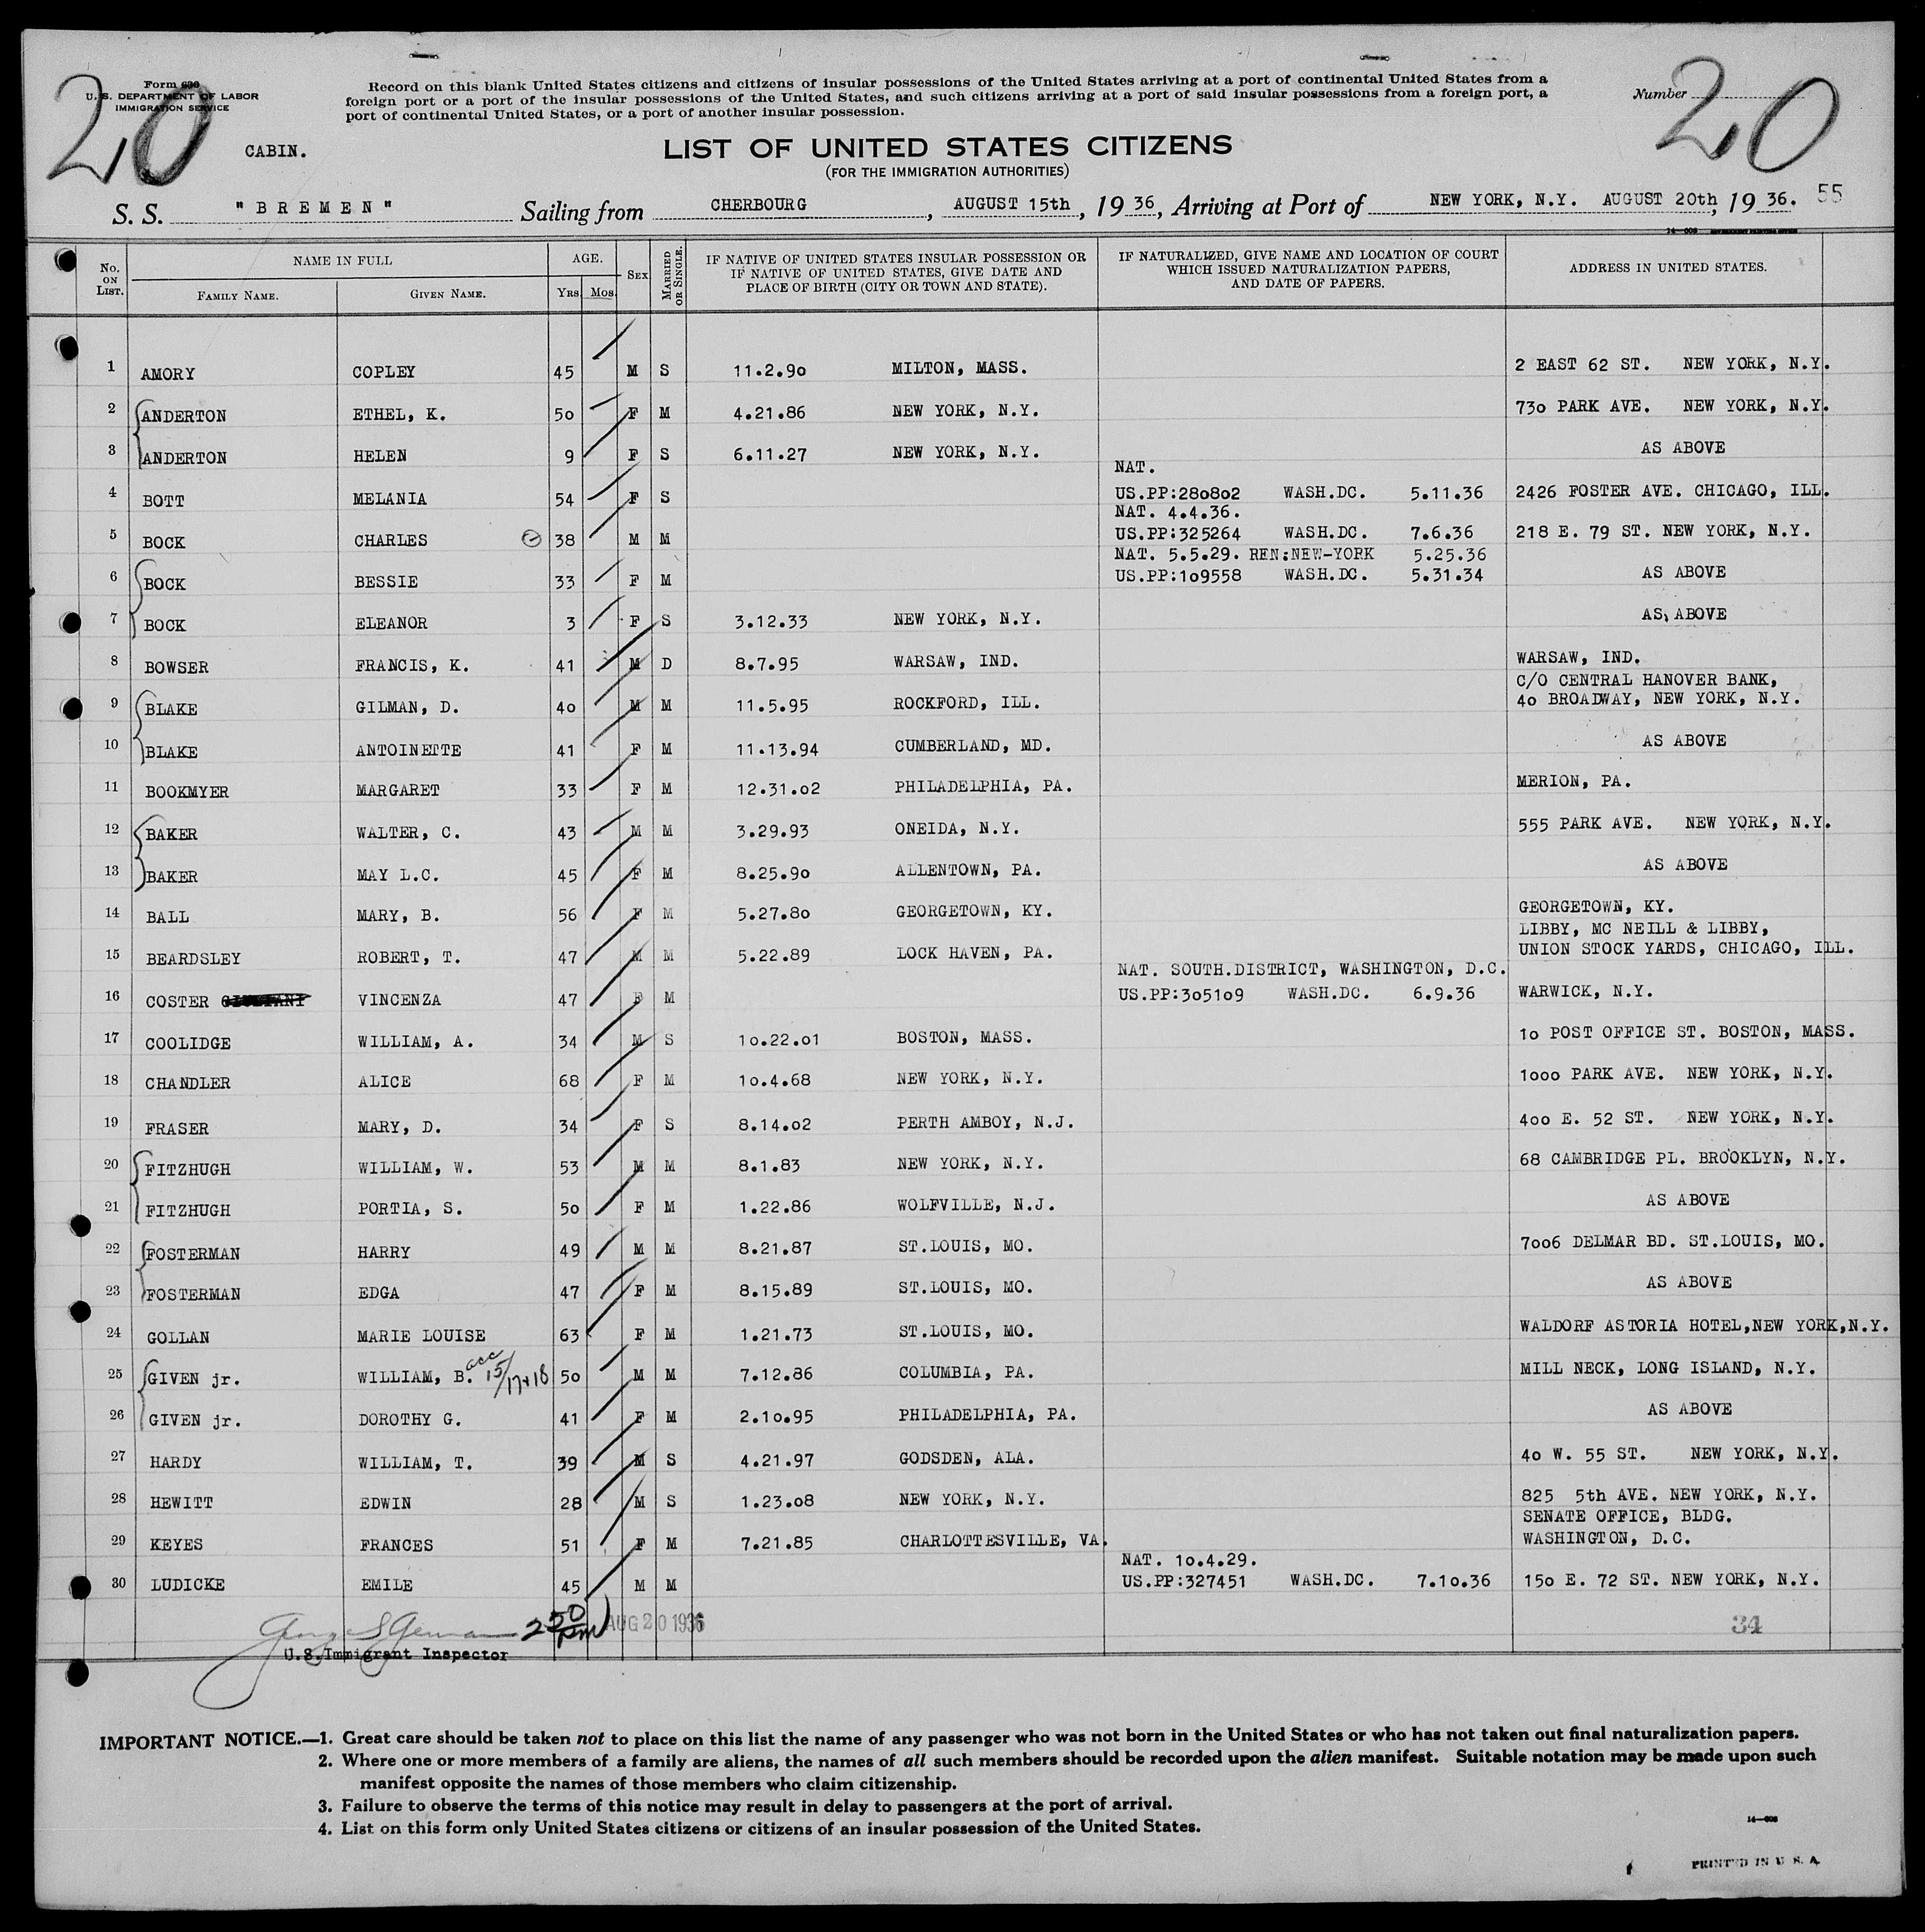 20
Form 630
U. S. DEPARTMENT OF LABOR
IMMIGRATION SERVICE
Record on this blank United States citizens and citizens of insular possessions of the United States arriving at a port of continental United States from a
foreign port or a port of the insular possessions of the United States, and such citizens arriving at a port of said insular possessions from a foreign port, a
port of continental United States, or a port of another insular possession.
Number 20
CABIN.
LIST OF UNITED STATES CITIZENS
(FOR THE IMMIGRATION AUTHORITIES)
S. S. "BREMEN" Sailing from CHERBOURG, AUGUST 15th, 1936, Arriving at Port of NEW YORK, N.Y. AUGUST 20th, 1936. 55
No. ON LIST. NAME IN FULL FAMILY NAME. GIVEN NAME. AGE. Yrs. Mos. SEX MARRIED OR SINGLE. IF NATIVE OF UNITED STATES INSULAR POSSESSION OR IF NATIVE OF UNITED STATES, GIVE DATE AND PLACE OF BIRTH (CITY OR TOWN AND STATE). IF NATURALIZED, GIVE NAME AND LOCATION OF COURT WHICH ISSUED NATURALIZATION PAPERS, AND DATE OF PAPERS. ADDRESS IN UNITED STATES.
1 AMORY COPLEY 45 M S 11.2.90 MILTON, MASS. 2 EAST 62 ST. NEW YORK, N.Y.
2 ANDERTON ETHEL, K. 50 F M 4.21.86 NEW YORK, N.Y. 730 PARK AVE. NEW YORK, N.Y.
3 ANDERTON HELEN 9 F S 6.11.27 NEW YORK, N.Y. AS ABOVE
NAT.
4 BOTT MELANIA 54 F S US.PP:280802 WASH.DC. 5.11.36 2426 FOSTER AVE. CHICAGO, ILL.
NAT. 4.4.36.
5 BOCK CHARLES 38 M M US.PP:325264 WASH.DC. 7.6.36 218 E. 79 ST. NEW YORK, N.Y.
NAT. 5.5.29. REN:NEW-YORK 5.25.36
6 BOCK BESSIE 33 F M US.PP:109558 WASH.DC. 5.31.34 AS ABOVE
7 BOCK ELEANOR 3 F S 3.12.33 NEW YORK, N.Y. AS ABOVE
8 BOWSER FRANCIS, K. 41 M D 8.7.95 WARSAW, IND. WARSAW, IND.
C/O CENTRAL HANOVER BANK,
9 BLAKE GILMAN, D. 40 M M 11.5.95 ROCKFORD, ILL. 40 BROADWAY, NEW YORK, N.Y.
10 BLAKE ANTOINETTE 41 F M 11.13.94 CUMBERLAND, MD. AS ABOVE
11 BOOKMYER MARGARET 33 F M 12.31.02 PHILADELPHIA, PA. MERION, PA.
12 BAKER WALTER, C. 43 M M 3.29.93 ONEIDA, N.Y. 555 PARK AVE. NEW YORK, N.Y.
13 BAKER MAY L.C. 45 F M 8.25.90 ALLENTOWN, PA. AS ABOVE
14 BALL MARY, B. 56 F M 5.27.80 GEORGETOWN, KY. GEORGETOWN, KY.
LIBBY, MC NEILL & LIBBY,
15 BEARDSLEY ROBERT, T. 47 M M 5.22.89 LOCK HAVEN, PA. UNION STOCK YARDS, CHICAGO, ILL.
NAT. SOUTH.DISTRICT, WASHINGTON, D.C.
16 COSTER VINCENZA 47 F M US.PP:305109 WASH.DC. 6.9.36 WARWICK, N.Y.
17 COOLIDGE WILLIAM, A. 34 M S 10.22.01 BOSTON, MASS. 10 POST OFFICE ST. BOSTON, MASS.
18 CHANDLER ALICE 68 F M 10.4.68 NEW YORK, N.Y. 1000 PARK AVE. NEW YORK, N.Y.
19 FRASER MARY, D. 34 F S 8.14.02 PERTH AMBOY, N.J. 400 E. 52 ST. NEW YORK, N.Y.
20 FITZHUGH WILLIAM, W. 53 M M 8.1.83 NEW YORK, N.Y. 68 CAMBRIDGE PL. BROOKLYN, N.Y.
21 FITZHUGH PORTIA, S. 50 F M 1.22.86 WOLFVILLE, N.J. AS ABOVE
22 FOSTERMAN HARRY 49 M M 8.21.87 ST.LOUIS, MO. 7006 DELMAR BD. ST.LOUIS, MO.
23 FOSTERMAN EDGA 47 F M 8.15.89 ST.LOUIS, MO. AS ABOVE
24 GOLLAN MARIE LOUISE 63 F M 1.21.73 ST.LOUIS, MO. WALDORF ASTORIA HOTEL,NEW YORK,N.Y.
25 GIVEN jr. WILLIAM, B. acc 15/17+18 50 M M 7.12.86 COLUMBIA, PA. MILL NECK, LONG ISLAND, N.Y.
26 GIVEN jr. DOROTHY G. 41 F M 2.10.95 PHILADELPHIA, PA. AS ABOVE
27 HARDY WILLIAM, T. 39 M S 4.21.97 GODSDEN, ALA. 40 W. 55 ST. NEW YORK, N.Y.
28 HEWITT EDWIN 28 M S 1.23.08 NEW YORK, N.Y. 825 5th AVE. NEW YORK, N.Y.
SENATE OFFICE, BLDG.
29 KEYES FRANCES 51 F M 7.21.85 CHARLOTTESVILLE, VA. WASHINGTON, D.C.
NAT. 10.4.29.
30 LUDICKE EMILE 45 M M US.PP:327451 WASH.DC. 7.10.36 150 E. 72 ST. NEW YORK, N.Y.
250 PM AUG 20 1936 34
U.S.Immigrant Inspector
IMPORTANT NOTICE.—1. Great care should be taken not to place on this list the name of any passenger who was not born in the United States or who has not taken out final naturalization papers.
2. Where one or more members of a family are aliens, the names of all such members should be recorded upon the alien manifest. Suitable notation may be made upon such
manifest opposite the names of those members who claim citizenship.
3. Failure to observe the terms of this notice may result in delay to passengers at the port of arrival.
4. List on this form only United States citizens or citizens of an insular possession of the United States.
14—608
PRINTED IN U. S. A.